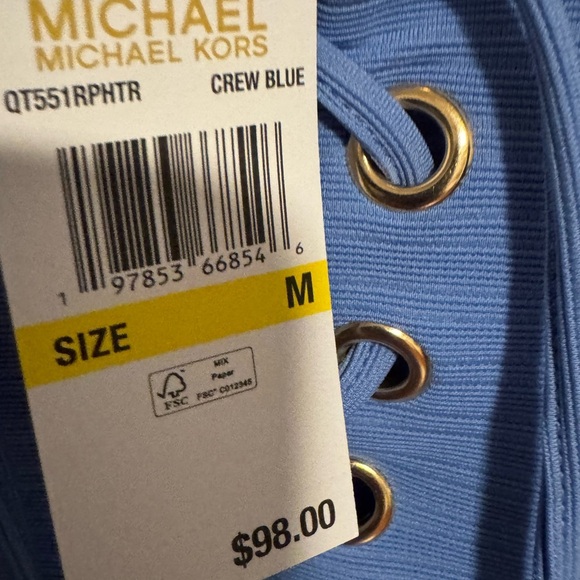 MICHAEL
MICHAEL KORS
QT551RPHTR CREW BLUE
1 97853 66854 6
SIZE M
MIX
Paper
FSC FSC® C012345
$98.00